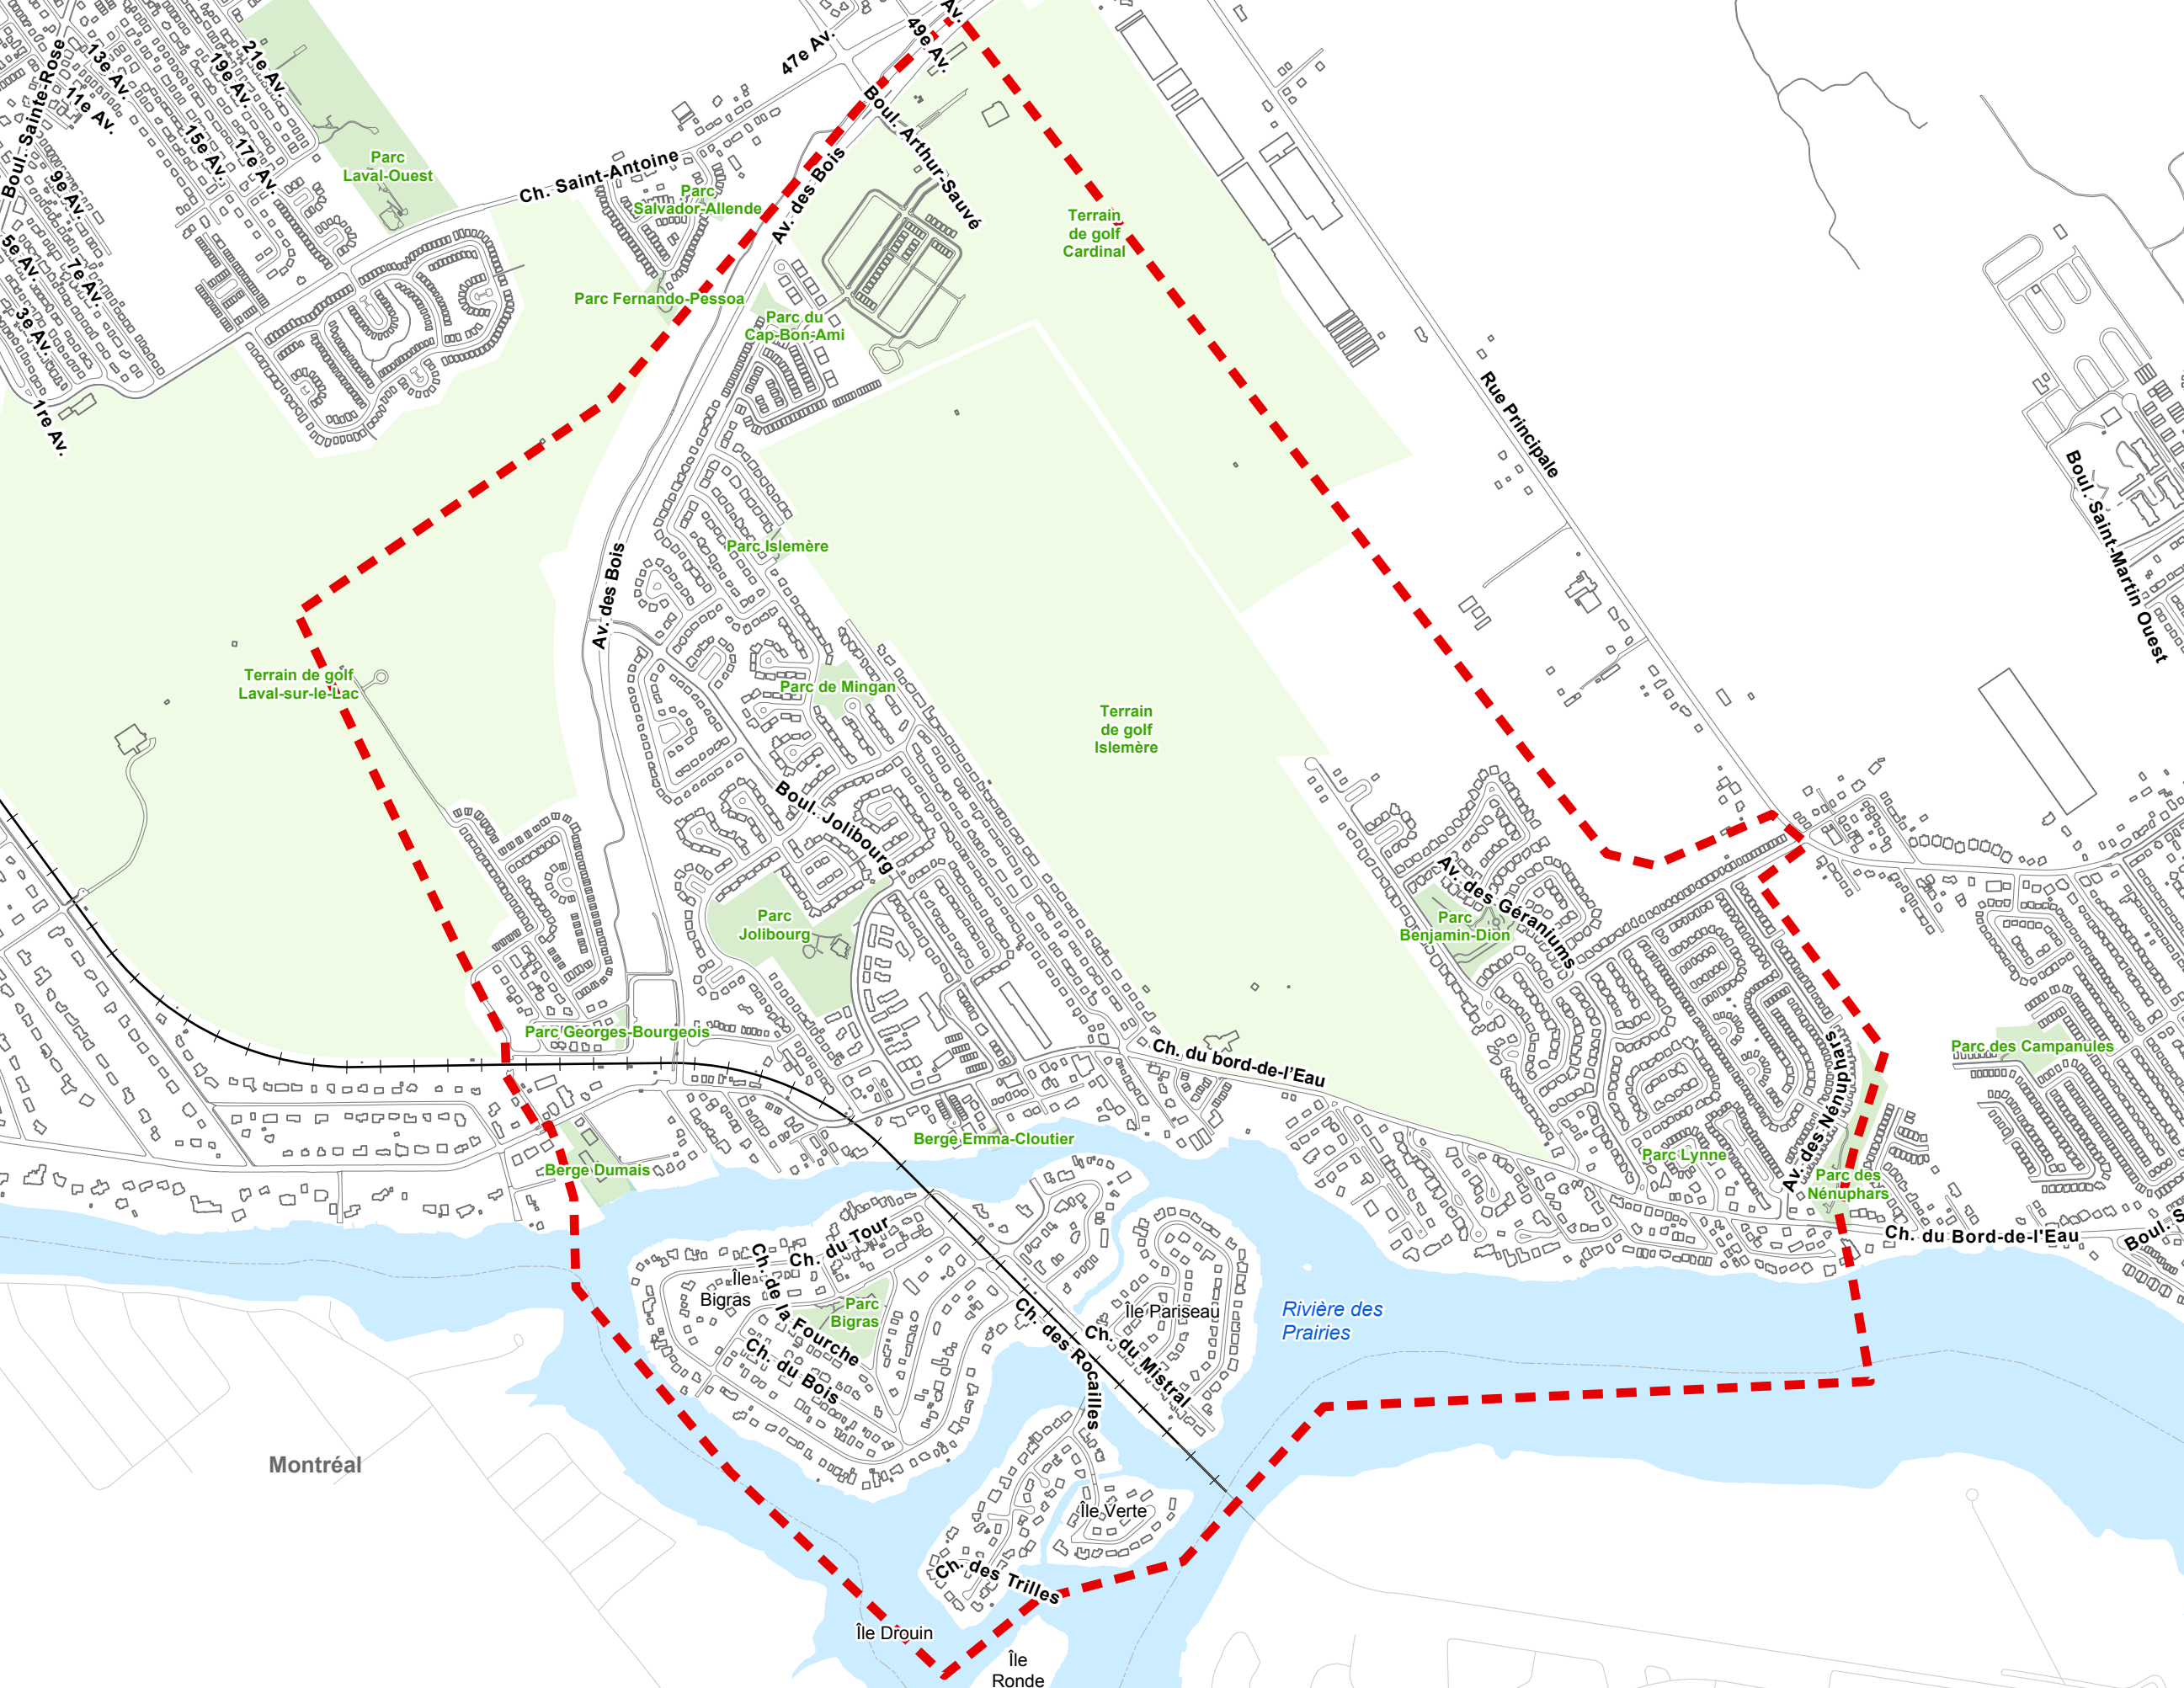 Av.
49e Av.
47e Av.
Boul. Sainte-Rose
13e Av.
21e Av.
19e Av.
11e Av.
15e Av.
17e Av.
9e Av.
5e Av.
7e Av.
3e Av.
1re Av.
Parc
Laval-Ouest
Ch. Saint-Antoine
Parc
Salvador-Allende
Av. des Bois
Boul. Arthur-Sauvé
Terrain
de golf
Cardinal
Parc Fernando-Pessoa
Parc du
Cap-Bon-Ami
Rue Principale
Boul. Saint-Martin Ouest
Parc Islemère
Av. des Bois
Terrain de golf
Laval-sur-le-Lac
Parc de Mingan
Terrain
de golf
Islemère
Boul. Jolibourg
Parc
Jolibourg
Av. des Géraniums
Parc
Benjamin-Dion
Parc Georges-Bourgeois
Ch. du bord-de-l'Eau
Av. des Nénuphars
Parc des Campanules
Berge Emma-Cloutier
Berge Dumais
Parc Lynne
Parc des
Nénuphars
Ch. du Bord-de-l'Eau
Boul. S
Ch. du Tour
Île
Bigras
Ch. de la Fourche
Parc
Bigras
Ch. du Bois
Île Pariseau
Ch. du Mistral
Ch. des Rocailles
Rivière des
Prairies
Montréal
Île Verte
Ch. des Trilles
Île Drouin
Île
Ronde